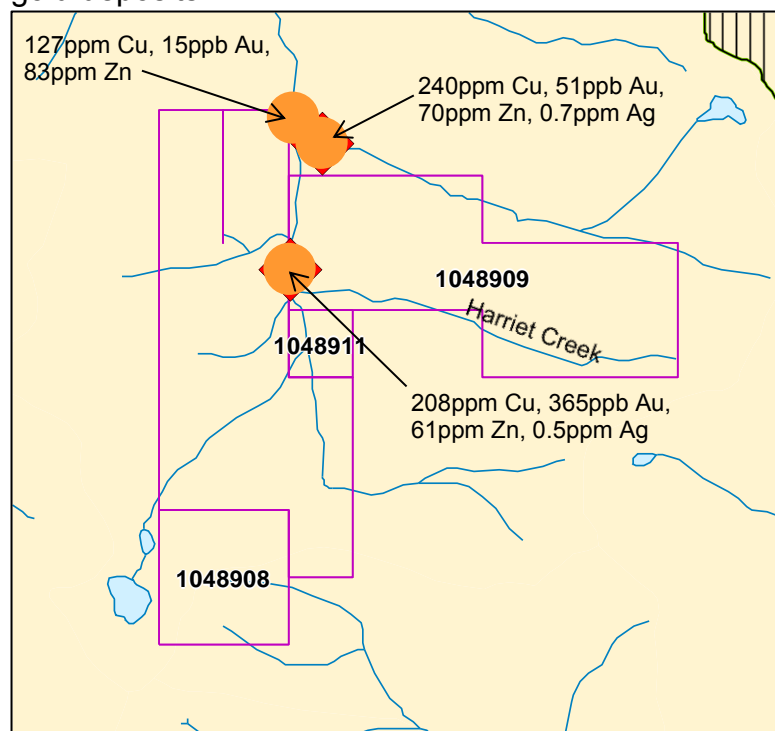 127ppm Cu, 15ppb Au,
83ppm Zn
240ppm Cu, 51ppb Au,
70ppm Zn, 0.7ppm Ag
1048909
Harriet Creek
1048911
208ppm Cu, 365ppb Au,
61ppm Zn, 0.5ppm Ag
1048908